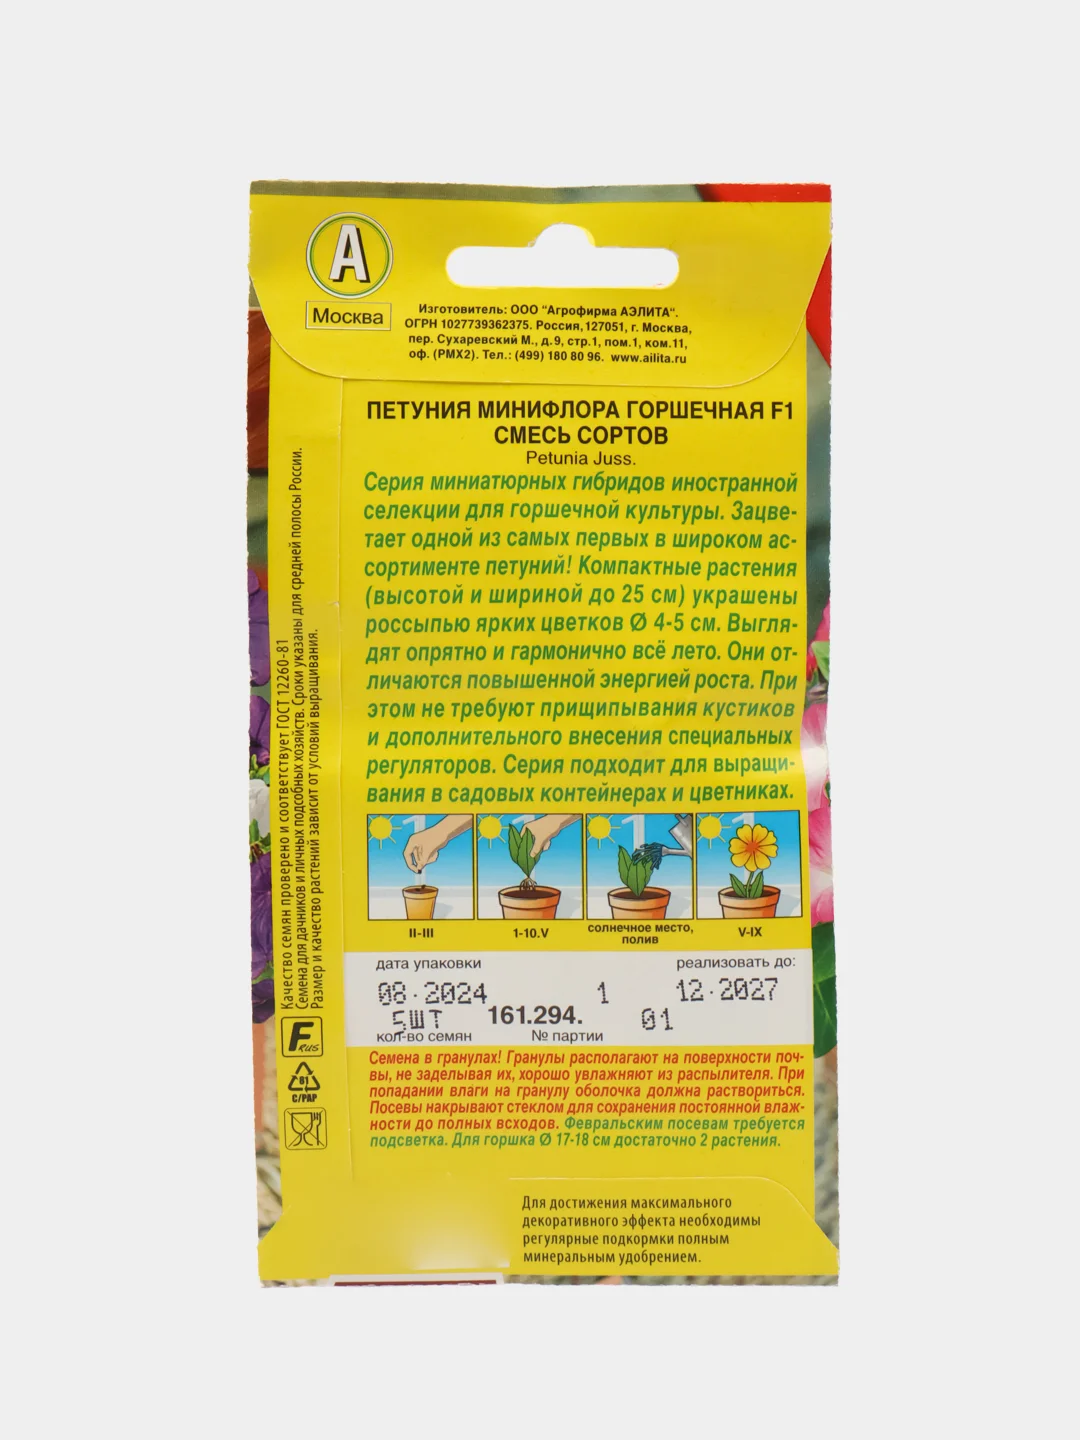 А
Москва
Изготовитель: ООО "Агрофирма АЭЛИТА".
ОГРН 1027739362375. Россия, 127051, г. Москва,
пер. Сухаревский М., д.9, стр.1, пом.1, ком.11,
оф. (РМХ2). Тел.: (499) 180 80 96. www.ailita.ru
ПЕТУНИЯ МИНИФЛОРА ГОРШЕЧНАЯ F1
СМЕСЬ СОРТОВ
Petunia Juss.
Серия миниатюрных гибридов иностранной
селекции для горшечной культуры. Зацве-
тает одной из самых первых в широком ас-
сортименте петуний! Компактные растения
(высотой и шириной до 25 см) украшены
россыпью ярких цветков Ø 4-5 см. Выгля-
дят опрятно и гармонично всё лето. Они от-
личаются повышенной энергией роста. При
этом не требуют прищипывания кустиков
и дополнительного внесения специальных
регуляторов. Серия подходит для выращи-
вания в садовых контейнерах и цветниках.
II-III
1-10.V
солнечное место,
полив
V-IX
дата упаковки
реализовать до:
08.2024
1
12.2027
5ШТ
161.294.
01
кол-во семян
№ партии
Семена в гранулах! Гранулы располагают на поверхности поч-
вы, не заделывая их, хорошо увлажняют из распылителя. При
попадании влаги на гранулу оболочка должна раствориться.
Посевы накрывают стеклом для сохранения постоянной влаж-
ности до полных всходов. Февральским посевам требуется
подсветка. Для горшка Ø 17-18 см достаточно 2 растения.
Для достижения максимального
декоративного эффекта необходимы
регулярные подкормки полным
минеральным удобрением.
Качество семян проверено и соответствует ГОСТ 12260-81
Семена для дачников и личных подсобных хозяйств. Сроки указаны для средней полосы России.
Размер и качество растений зависит от условий выращивания.
F RUS
81
C/PAP